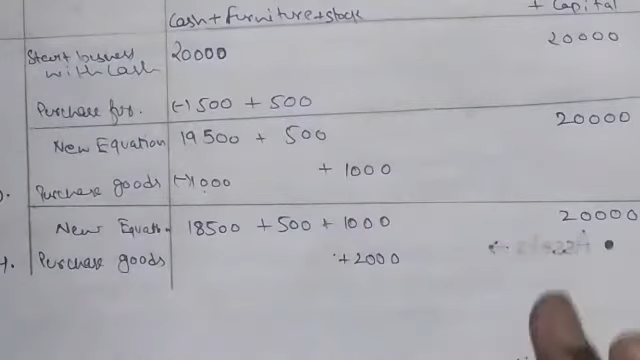 cash + furniture + stock + Capital
Start business 20000 20000
with cash
Purchase fur. (-) 500 + 500
New Equation 19500 + 500 20000
Purchase goods (-) 1000 + 1000
New Equat. 18500 + 500 + 1000 20000
Purchase goods + 2000